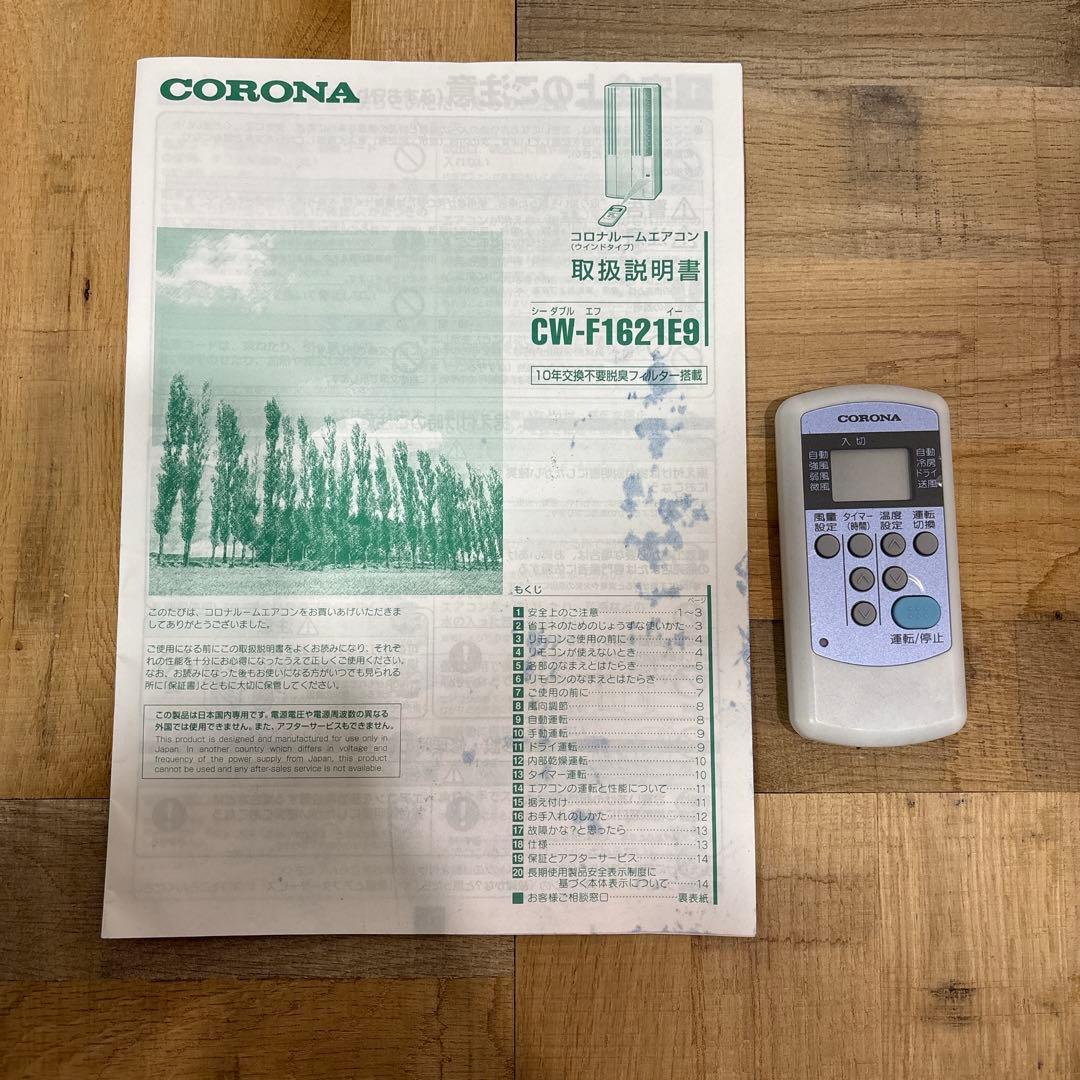 CORONA
コロナルームエアコン
（ウインドタイプ）
取扱説明書
シー ダブル エフ イー
CW-F1621E9
10年交換不要脱臭フィルター搭載
このたびは、コロナルームエアコンをお買いあげいただきま
してありがとうございました。
ご使用になる前にこの取扱説明書をよくお読みになり、それぞ
れの性能を十分にお心得になったうえで正しくご使用ください。
なお、お読みになった後もお使いになる方がいつでも見られる
所に「保証書」とともに大切に保管してください。
この製品は日本国内専用です。電源電圧や電源周波数の異なる
外国では使用できません。また、アフターサービスもできません。
This product is designed and manufactured for use only in
Japan. In another country which differs in voltage and
frequency of the power supply from Japan, this product
cannot be used and any after-sales service is not available.
もくじ
ページ
1 安全上のご注意……………………1～3
2 省エネのためのじょうずな使いかた…3
3 リモコンご使用の前に………………4
4 リモコンが使えないとき……………4
5 各部のなまえとはたらき……………5
6 リモコンのなまえとはたらき………6
7 ご使用の前に…………………………7
8 風向調節………………………………8
9 自動運転………………………………8
10 手動運転………………………………9
11 ドライ運転……………………………9
12 内部乾燥運転…………………………10
13 タイマー運転…………………………10
14 エアコンの運転と性能について……11
15 据え付け………………………………11
16 お手入れのしかた……………………12
17 故障かな?と思ったら………………13
18 仕様……………………………………13
19 保証とアフターサービス……………14
20 長期使用製品安全表示制度に
基づく本体表示について………14
お客様ご相談窓口………………裏表紙
CORONA
入 切
自動
強風
弱風
微風
自動
冷房
ドライ
送風
風量
設定
タイマー
（時間）
温度
設定
運転
切換
運転/停止